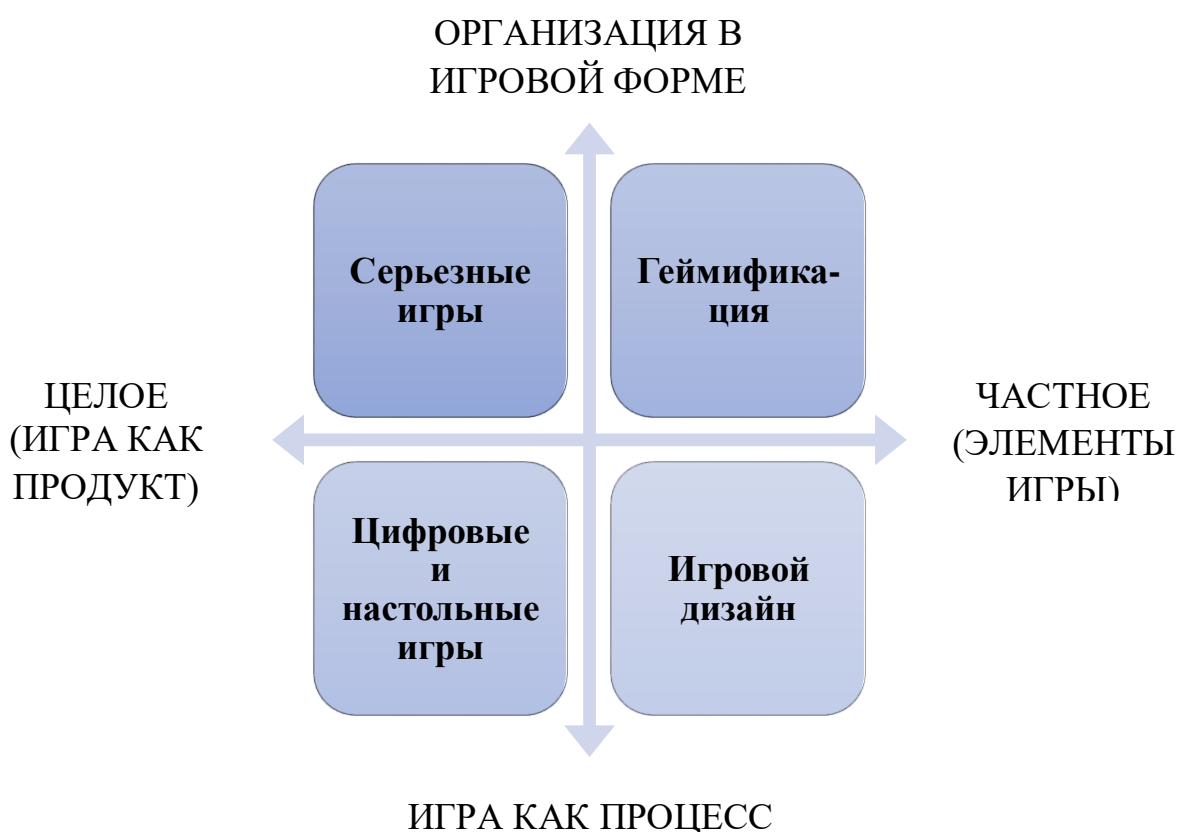 ОРГАНИЗАЦИЯ В
ИГРОВОЙ ФОРМЕ
Серьезные
игры
Геймифика-
ция
ЦЕЛОЕ
(ИГРА КАК
ПРОДУКТ)
ЧАСТНОЕ
(ЭЛЕМЕНТЫ
ИГРЫ)
Цифровые
и
настольные
игры
Игровой
дизайн
ИГРА КАК ПРОЦЕСС